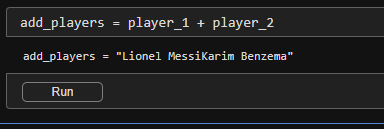 add_players = player_1 + player_2
add_players = "Lionel MessiKarim Benzema"
Run